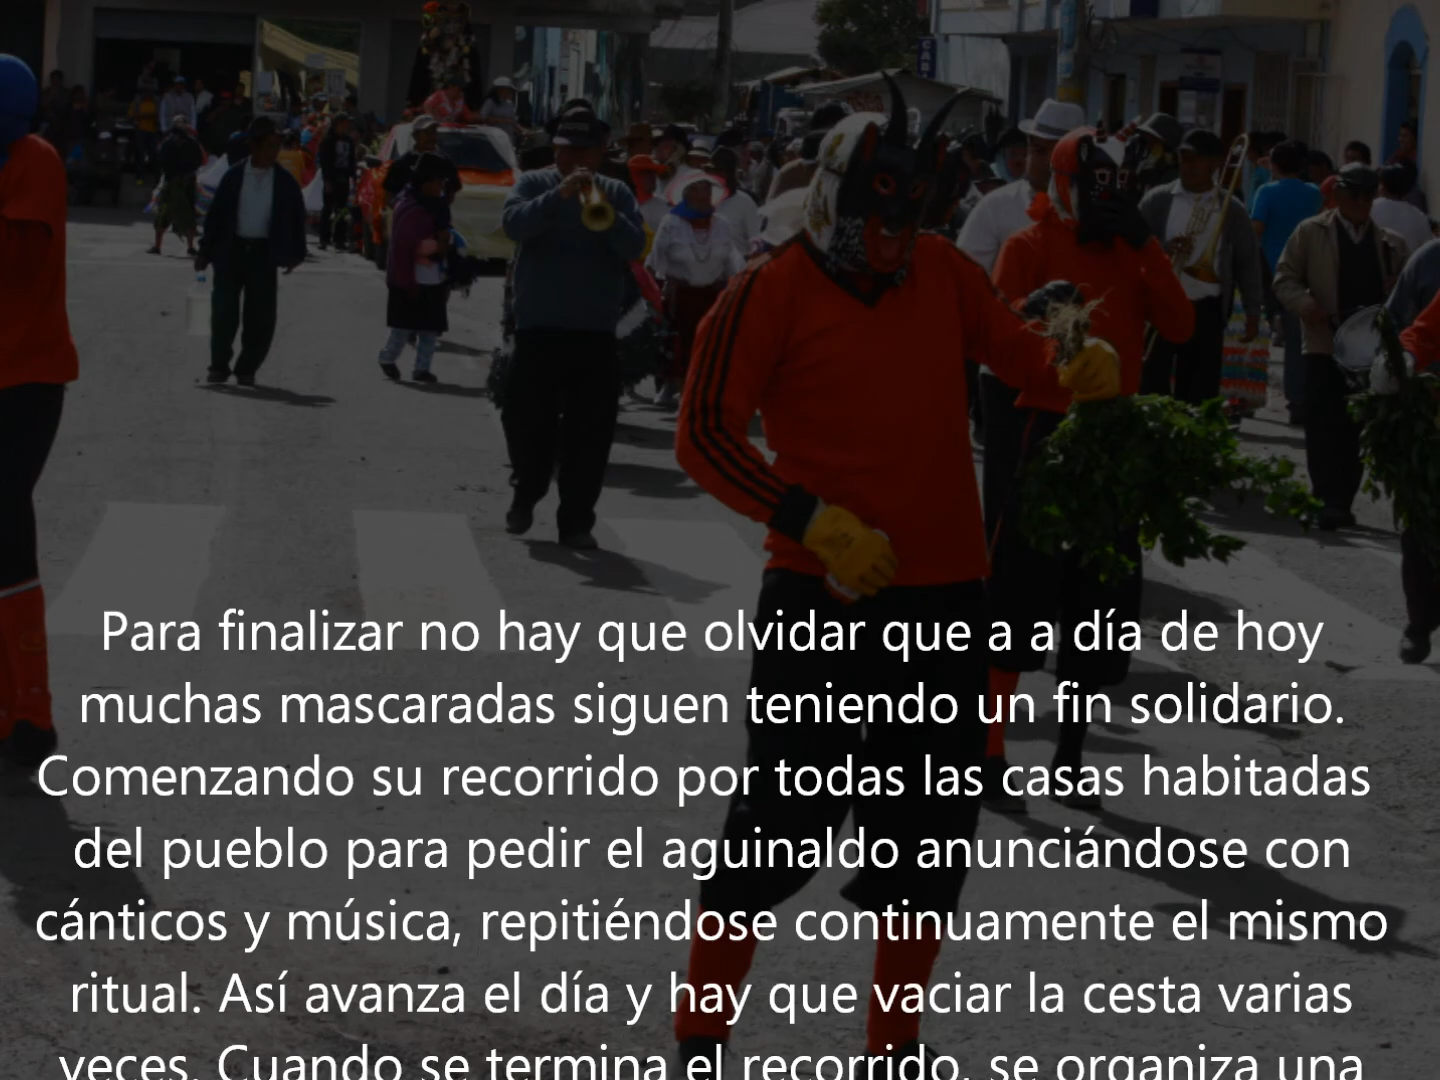 Para finalizar no hay que olvidar que a a día de hoy
muchas mascaradas siguen teniendo un fin solidario.
Comenzando su recorrido por todas las casas habitadas
del pueblo para pedir el aguinaldo anunciándose con
cánticos y música, repitiéndose continuamente el mismo
ritual. Así avanza el día y hay que vaciar la cesta varias
veces. Cuando se termina el recorrido, se organiza una